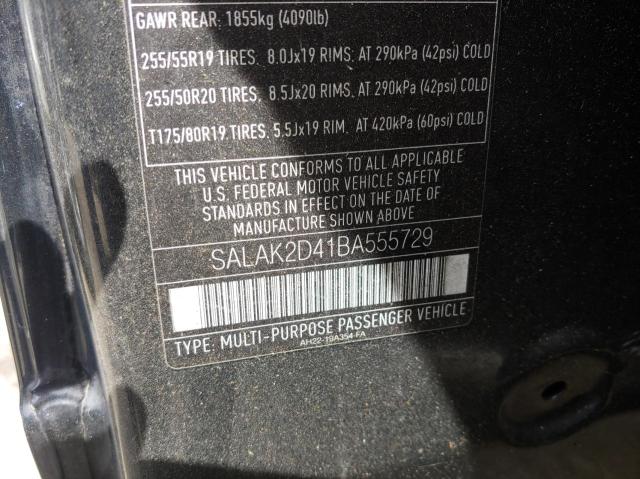 GAWR REAR: 1855kg (4090lb)
255/55R19 TIRES, 8.0Jx19 RIMS, AT 290kPa (42psi) COLD
255/50R20 TIRES, 8.5Jx20 RIMS, AT 290kPa (42psi) COLD
T175/80R19 TIRES, 5.5Jx19 RIM, AT 420kPa (60psi) COLD
THIS VEHICLE CONFORMS TO ALL APPLICABLE
U.S. FEDERAL MOTOR VEHICLE SAFETY
STANDARDS IN EFFECT ON THE DATE OF
MANUFACTURE SHOWN ABOVE
SALAK2D41BA555729
TYPE: MULTI-PURPOSE PASSENGER VEHICLE
AH22-19A354-FA